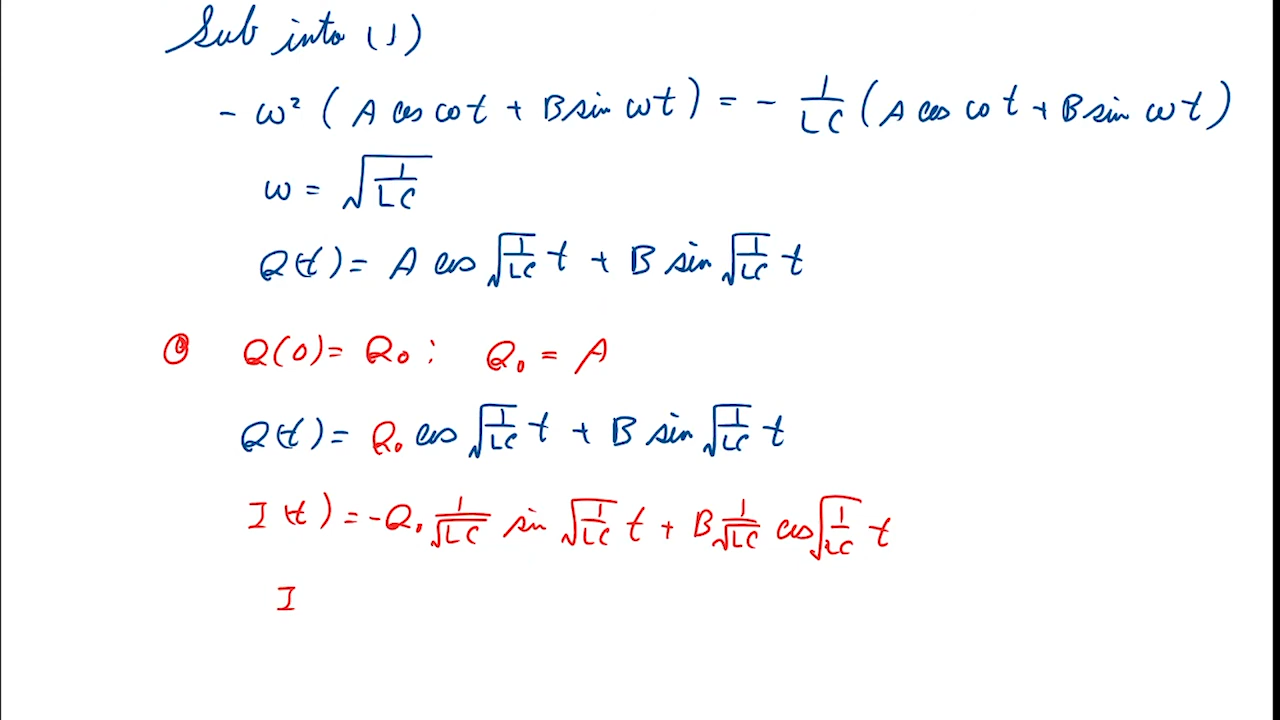 Sub into (1)
- ω² (A cos ωt + B sin ωt) = - 1/LC (A cos ωt + B sin ωt)
ω = √(1/LC)
Q(t) = A cos √(1/LC) t + B sin √(1/LC) t
Q(0) = Q₀ : Q₀ = A
Q(t) = Q₀ cos √(1/LC) t + B sin √(1/LC) t
I(t) = -Q₀ 1/√LC sin √(1/LC) t + B 1/√LC cos √(1/LC) t
I